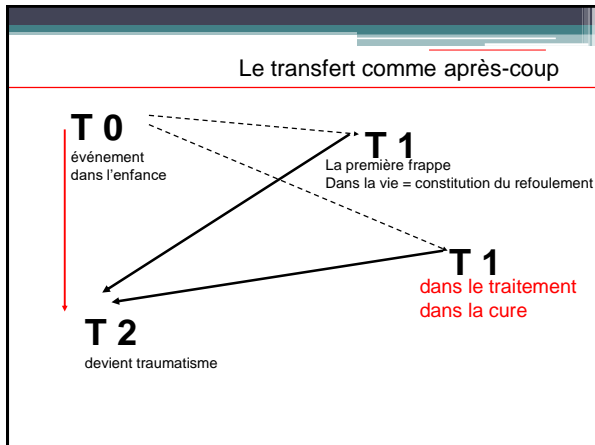 Le transfert comme après-coup
T 0
événement
dans l'enfance
T 1
La première frappe
Dans la vie = constitution du refoulement
T 1
dans le traitement
dans la cure
T 2
devient traumatisme